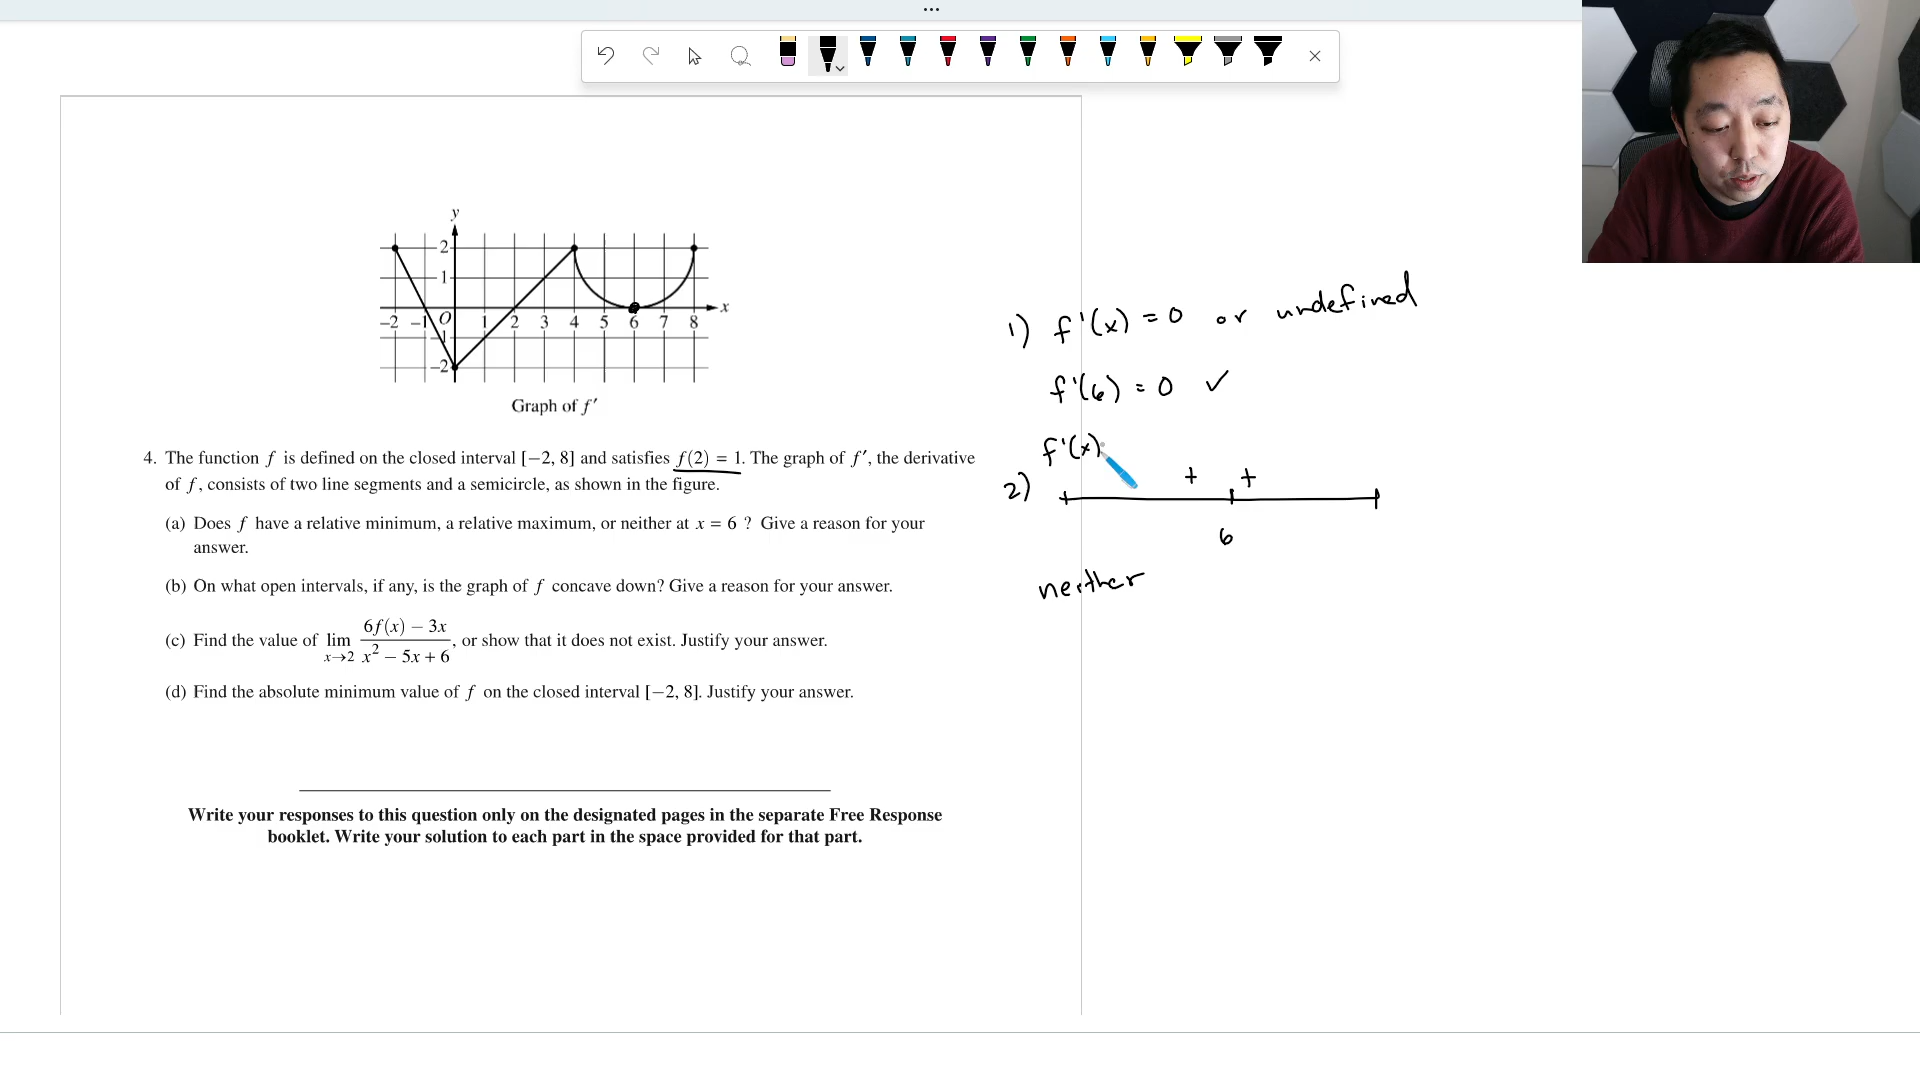 ...
y
2
1
-2 -1 O 1 2 3 4 5 6 7 8 x
-1
-2
Graph of f′
4. The function f is defined on the closed interval [−2, 8] and satisfies f(2) = 1. The graph of f′, the derivative
of f, consists of two line segments and a semicircle, as shown in the figure.
(a) Does f have a relative minimum, a relative maximum, or neither at x = 6 ? Give a reason for your
answer.
(b) On what open intervals, if any, is the graph of f concave down? Give a reason for your answer.
(c) Find the value of lim x→2 (6f(x) − 3x)/(x² − 5x + 6), or show that it does not exist. Justify your answer.
(d) Find the absolute minimum value of f on the closed interval [−2, 8]. Justify your answer.
Write your responses to this question only on the designated pages in the separate Free Response
booklet. Write your solution to each part in the space provided for that part.
1) f'(x) = 0 or undefined
f'(6) = 0 ✓
f'(x)
2) + +
6
neither